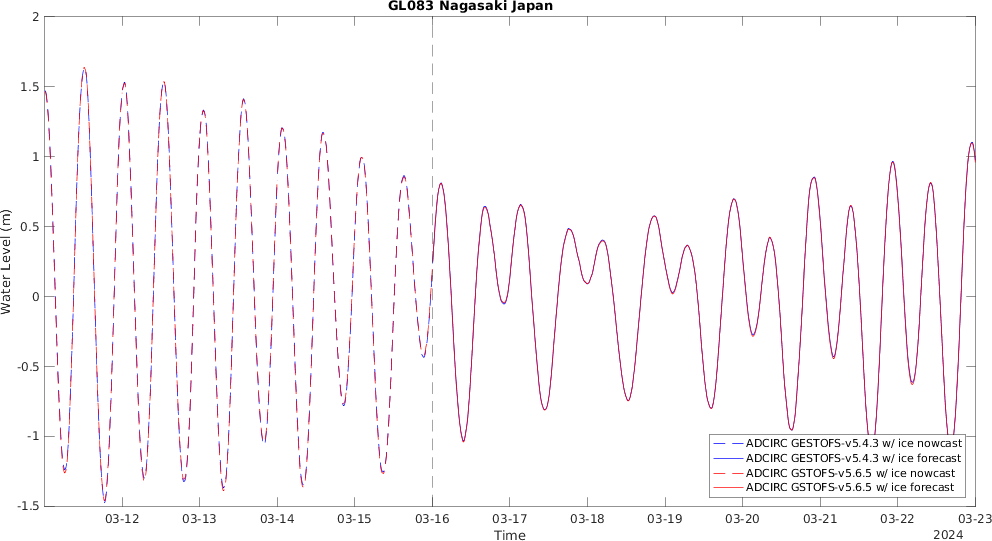 GL083 Nagasaki Japan
2
1.5
1
0.5
0
-0.5
-1
-1.5
Water Level (m)
ADCIRC GESTOFS-v5.4.3 w/ ice nowcast
ADCIRC GESTOFS-v5.4.3 w/ ice forecast
ADCIRC GSTOFS-v5.6.5 w/ ice nowcast
ADCIRC GSTOFS-v5.6.5 w/ ice forecast
03-12 03-13 03-14 03-15 03-16 03-17 03-18 03-19 03-20 03-21 03-22 03-23
Time
2024